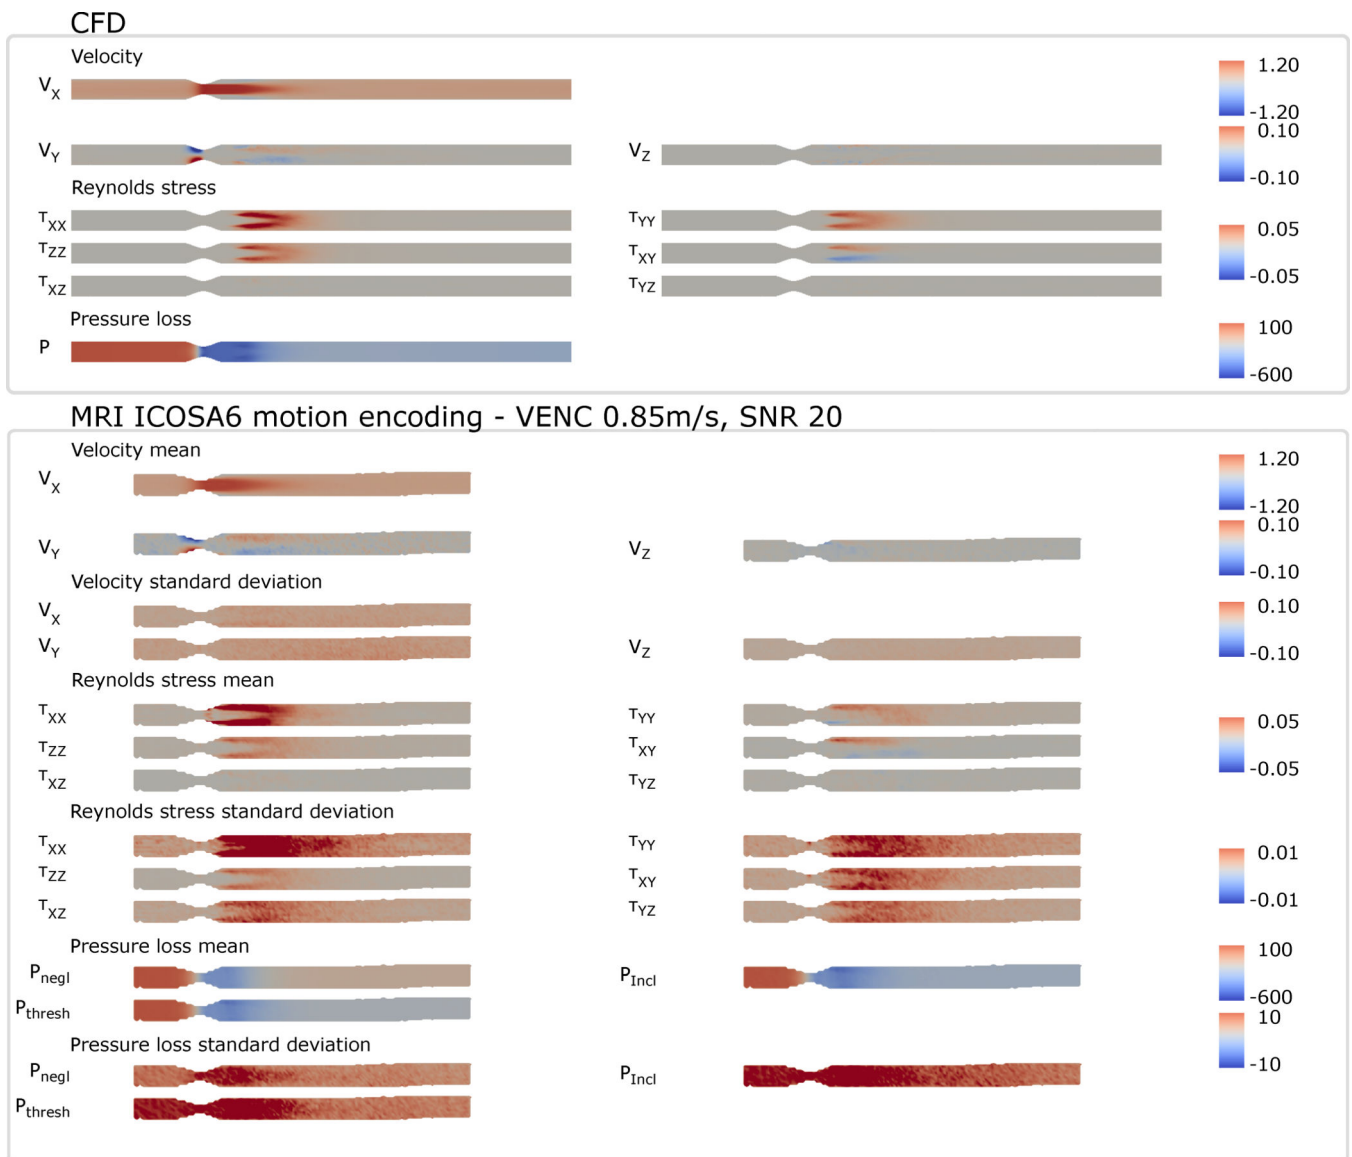 CFD
Velocity
VX
1.20
-1.20
VY
VZ
0.10
-0.10
Reynolds stress
τXX
τYY
τZZ
τXY
0.05
-0.05
τXZ
τYZ
Pressure loss
P
100
-600
MRI ICOSA6 motion encoding - VENC 0.85m/s, SNR 20
Velocity mean
VX
1.20
-1.20
VY
VZ
0.10
-0.10
Velocity standard deviation
VX
0.10
VY
VZ
-0.10
Reynolds stress mean
τXX
τYY
0.05
τZZ
τXY
-0.05
τXZ
τYZ
Reynolds stress standard deviation
τXX
τYY
0.01
τZZ
τXY
-0.01
τXZ
τYZ
Pressure loss mean
Pnegl
PIncl
100
-600
Pthresh
10
Pressure loss standard deviation
-10
Pnegl
PIncl
Pthresh